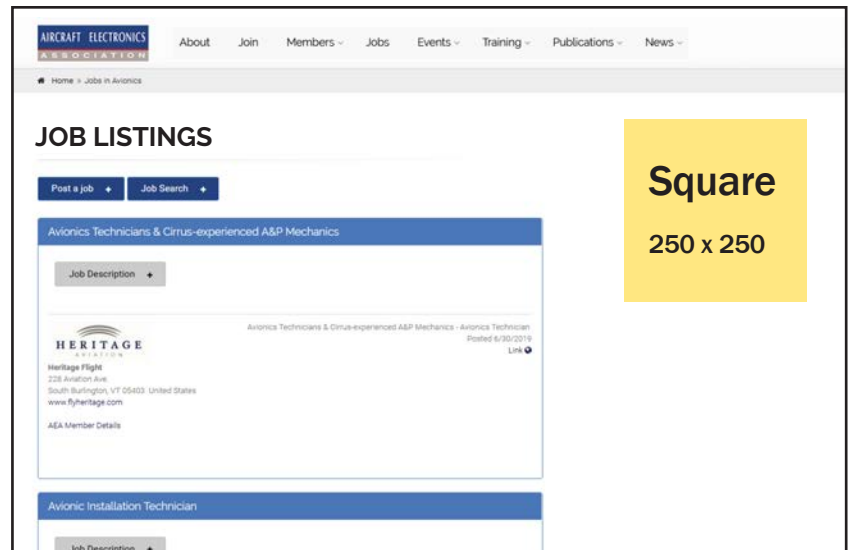 AIRCRAFT ELECTRONICS
ASSOCIATION
About Join Members Jobs Events Training Publications News
Home > Jobs in Avionics
JOB LISTINGS
Post a job + Job Search +
Square
250 x 250
Avionics Technicians & Cirrus-experienced A&P Mechanics
Job Description +
Avionics Technicians & Cirrus-experienced A&P Mechanics - Avionics Technician
Posted 6/30/2019
Link
HERITAGE
AVIATION
Heritage Flight
228 Aviation Ave.
South Burlington, VT 05403 United States
www.flyheritage.com
AEA Member Details
Avionic Installation Technician
Job Description +